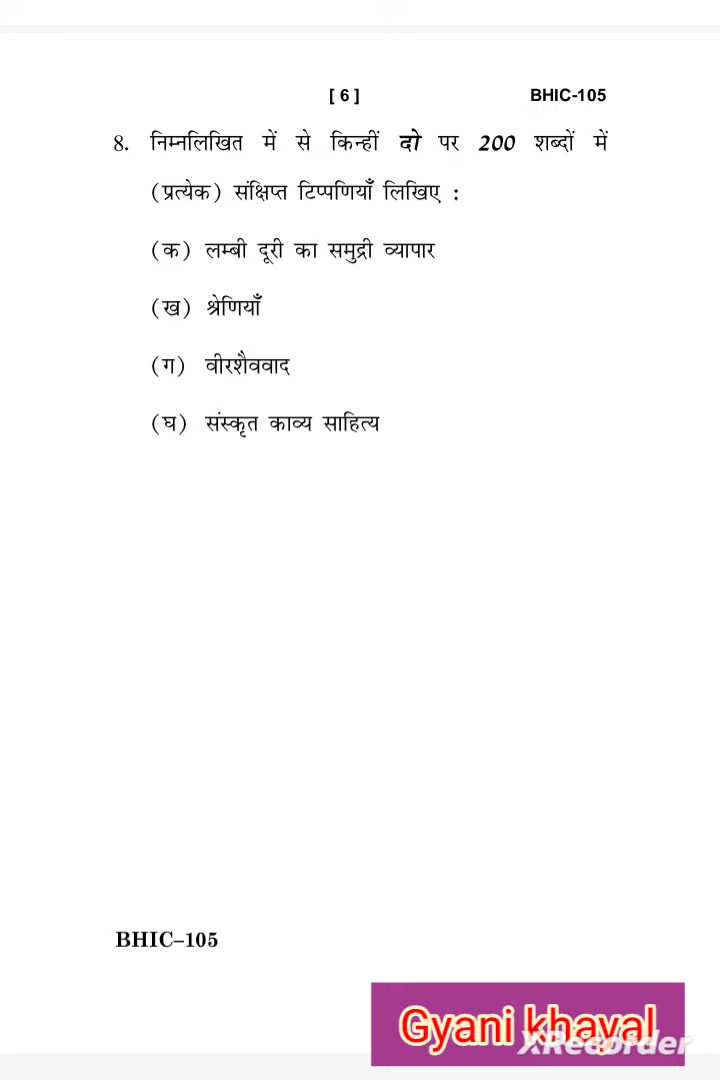 [ 6 ] BHIC-105
8. निम्नलिखित में से किन्हीं दो पर 200 शब्दों में
(प्रत्येक) संक्षिप्त टिप्पणियाँ लिखिए :
(क) लम्बी दूरी का समुद्री व्यापार
(ख) श्रेणियाँ
(ग) वीरशैववाद
(घ) संस्कृत काव्य साहित्य
BHIC–105
Gyani khayal
XRecorder